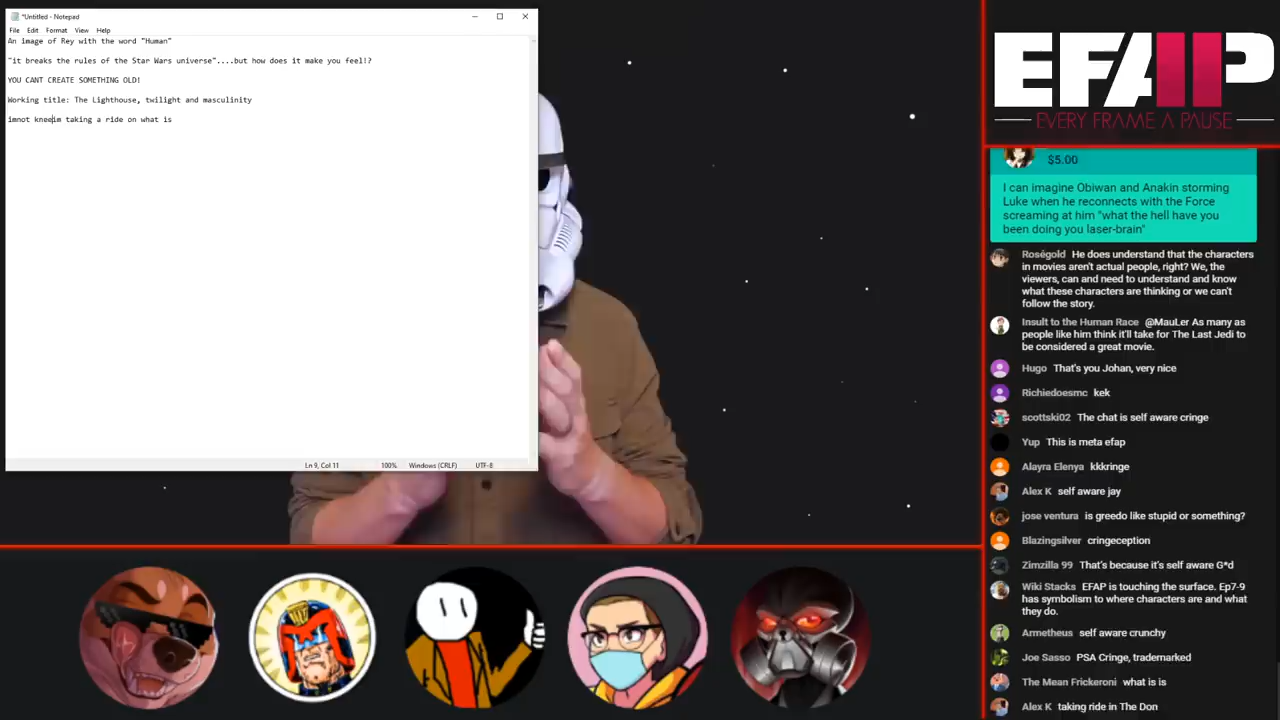 *Untitled - Notepad
File Edit Format View Help
An image of Rey with the word "Human"
"it breaks the rules of the Star Wars universe"....but how does it make you feel!?
YOU CANT CREATE SOMETHING OLD!
Working title: The Lighthouse, twilight and masculinity
imnot kneeim taking a ride on what is
Ln 9, Col 11 100% Windows (CRLF) UTF-8
EFAP
EVERY FRAME A PAUSE
$5.00
I can imagine Obiwan and Anakin storming
Luke when he reconnects with the Force
screaming at him "what the hell have you
been doing you laser-brain"
Roségold He does understand that the characters
in movies aren't actual people, right? We, the
viewers, can and need to understand and know
what these characters are thinking or we can't
follow the story.
Insult to the Human Race @MauLer As many as
people like him think it'll take for The Last Jedi to
be considered a great movie.
Hugo That's you Johan, very nice
Richiedoesmc kek
scottski02 The chat is self aware cringe
Yup This is meta efap
Alayra Elenya kkkringe
Alex K self aware jay
jose ventura is greedo like stupid or something?
Blazingsilver cringeception
Zimzilla 99 That's because it's self aware G*d
Wiki Stacks EFAP is touching the surface. Ep7-9
has symbolism to where characters are and what
they do.
Armetheus self aware crunchy
Joe Sasso PSA Cringe, trademarked
The Mean Frickeroni what is is
Alex K taking ride in The Don